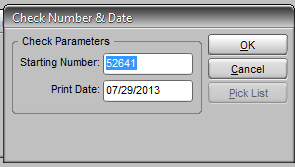 Check Number & Date
Check Parameters
Starting Number: 52641
Print Date: 07/29/2013
OK
Cancel
Pick List